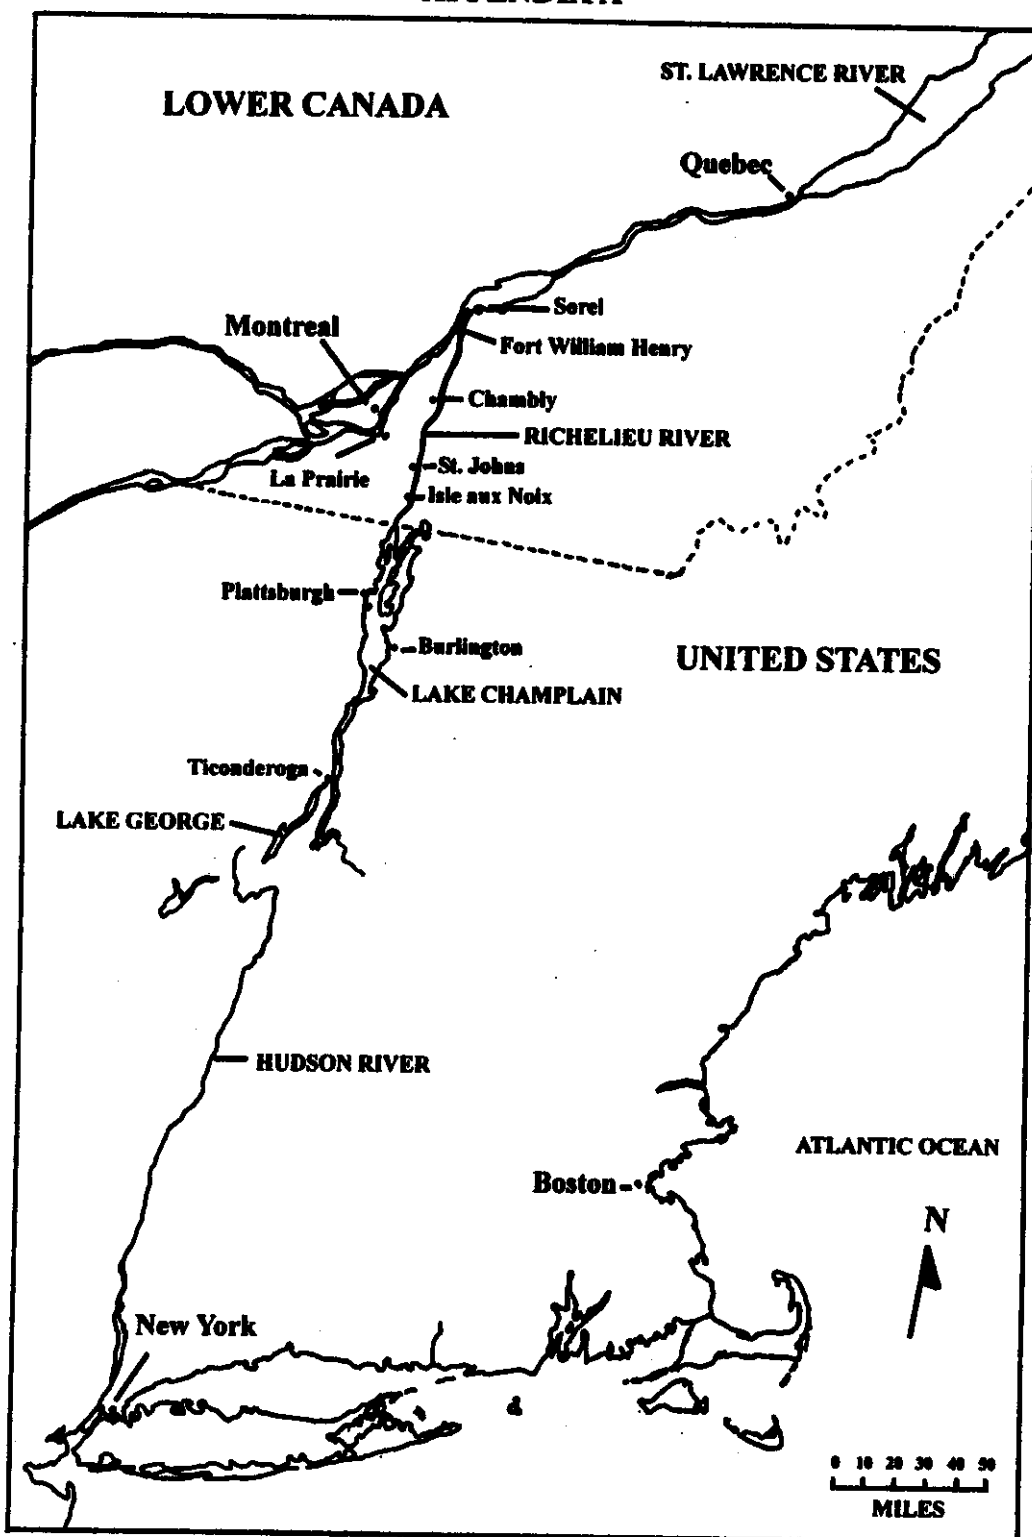 ST. LAWRENCE RIVER
LOWER CANADA
Quebec
Sorel
Montreal
Fort William Henry
Chambly
RICHELIEU RIVER
St. Johns
La Prairie
Isle aux Noix
Plattsburgh
Burlington
UNITED STATES
LAKE CHAMPLAIN
Ticonderoga
LAKE GEORGE
HUDSON RIVER
ATLANTIC OCEAN
Boston
N
New York
0 10 20 30 40 50
MILES